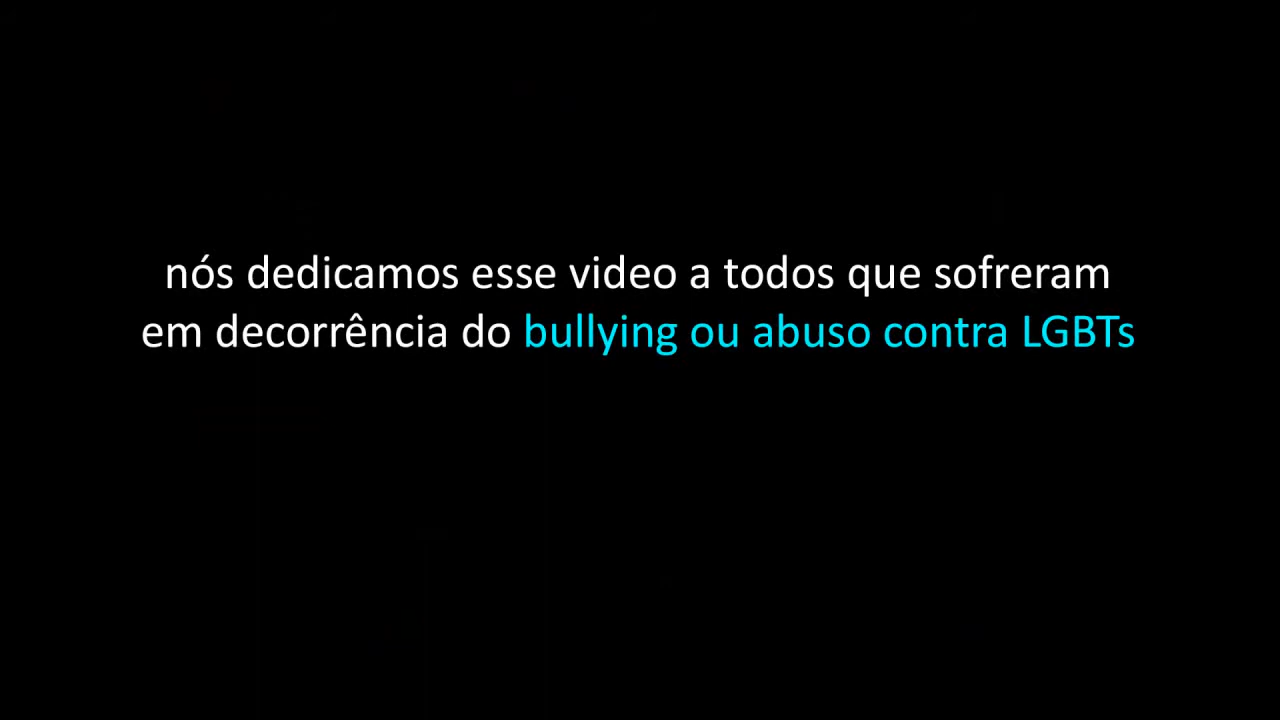 nós dedicamos esse video a todos que sofreram
em decorrência do bullying ou abuso contra LGBTs